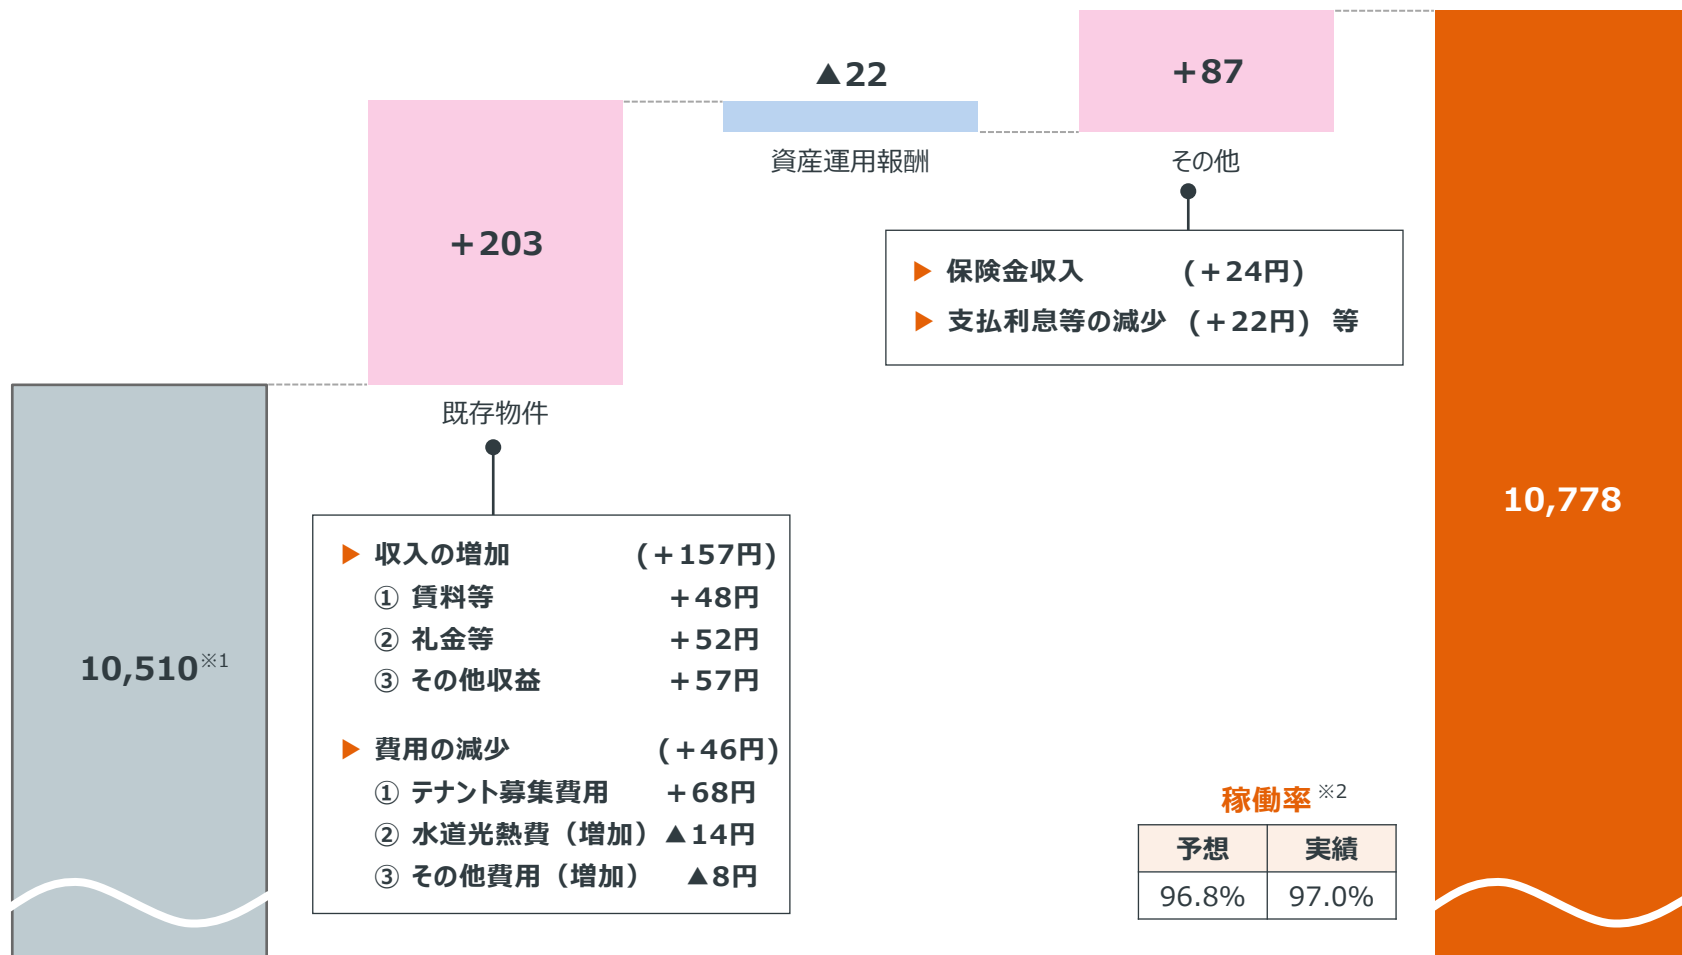 10,510※1
+203
既存物件
▶ 収入の増加 (+157円)
① 賃料等 +48円
② 礼金等 +52円
③ その他収益 +57円
▶ 費用の減少 (+46円)
① テナント募集費用 +68円
② 水道光熱費（増加）▲14円
③ その他費用（増加） ▲8円
▲22
資産運用報酬
+87
その他
▶ 保険金収入 (+24円)
▶ 支払利息等の減少 (+22円) 等
稼働率 ※2
予想 実績
96.8% 97.0%
10,778